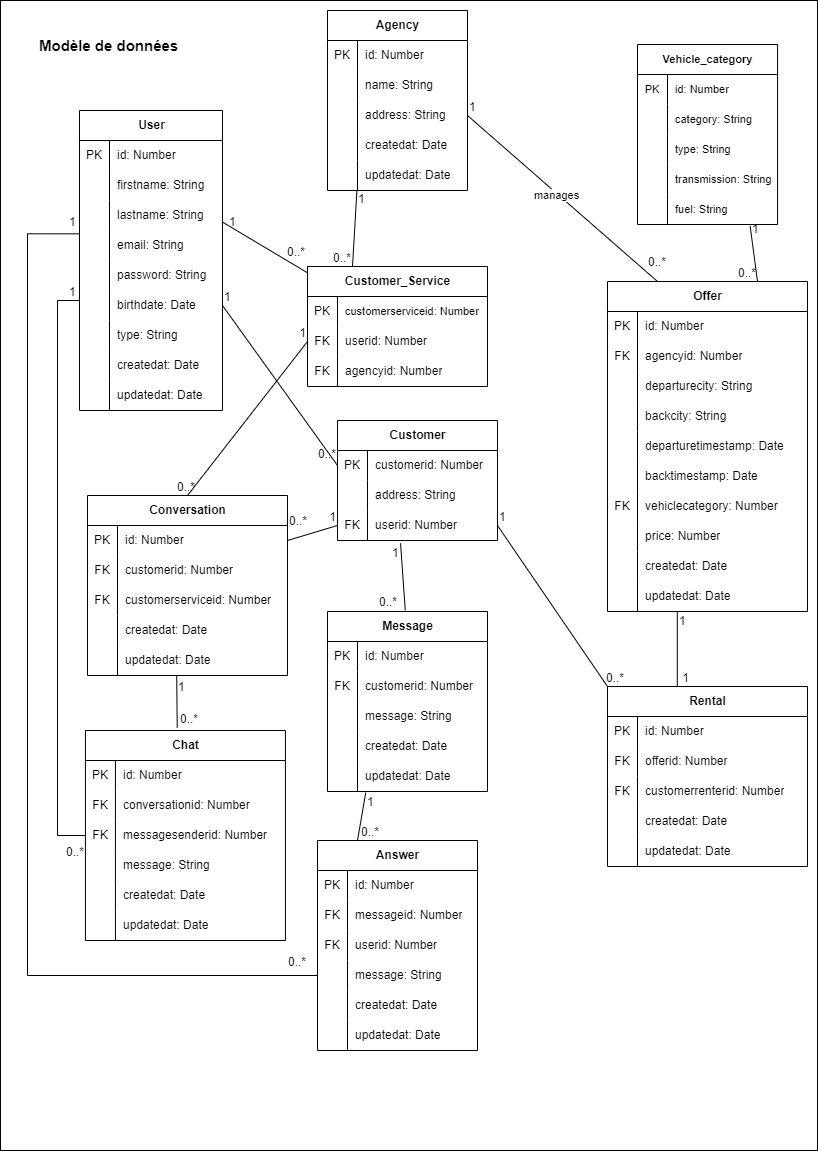 Modèle de données
Agency
PK id: Number
name: String
address: String
createdat: Date
updatedat: Date
Vehicle_category
PK id: Number
category: String
type: String
transmission: String
fuel: String
User
PK id: Number
firstname: String
lastname: String
email: String
password: String
birthdate: Date
type: String
createdat: Date
updatedat: Date
1
manages
0..*
1
0..*
1
0..*
1
0..*
1
0..*
1
1
Customer_Service
PK customerserviceid: Number
FK userid: Number
FK agencyid: Number
1
0..*
Offer
PK id: Number
FK agencyid: Number
departurecity: String
backcity: String
departuretimestamp: Date
backtimestamp: Date
FK vehiclecategory: Number
price: Number
createdat: Date
updatedat: Date
Customer
PK customerid: Number
address: String
FK userid: Number
1
0..*
1
0..*
1
0..*
Conversation
PK id: Number
FK customerid: Number
FK customerserviceid: Number
createdat: Date
updatedat: Date
1
0..*
Message
PK id: Number
FK customerid: Number
message: String
createdat: Date
updatedat: Date
1
0..*
1
1
Rental
PK id: Number
FK offerid: Number
FK customerrenterid: Number
createdat: Date
updatedat: Date
Chat
PK id: Number
FK conversationid: Number
FK messagesenderid: Number
message: String
createdat: Date
updatedat: Date
0..*
Answer
PK id: Number
FK messageid: Number
FK userid: Number
message: String
createdat: Date
updatedat: Date
0..*